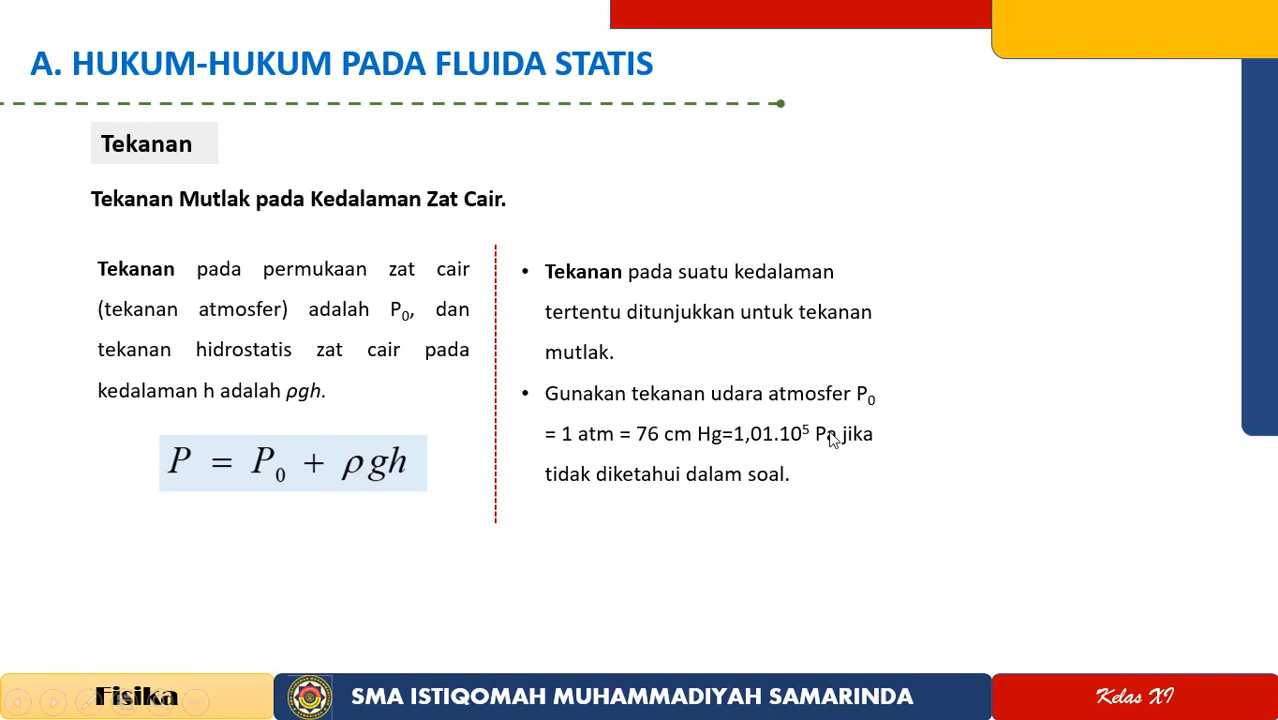 A. HUKUM-HUKUM PADA FLUIDA STATIS
Tekanan
Tekanan Mutlak pada Kedalaman Zat Cair.
Tekanan pada permukaan zat cair
(tekanan atmosfer) adalah P₀, dan
tekanan hidrostatis zat cair pada
kedalaman h adalah ρgh.
P = P₀ + ρgh
• Tekanan pada suatu kedalaman
tertentu ditunjukkan untuk tekanan
mutlak.
• Gunakan tekanan udara atmosfer P₀
= 1 atm = 76 cm Hg=1,01.10⁵ Pa jika
tidak diketahui dalam soal.
Fisika
SMA ISTIQOMAH MUHAMMADIYAH SAMARINDA
Kelas XI